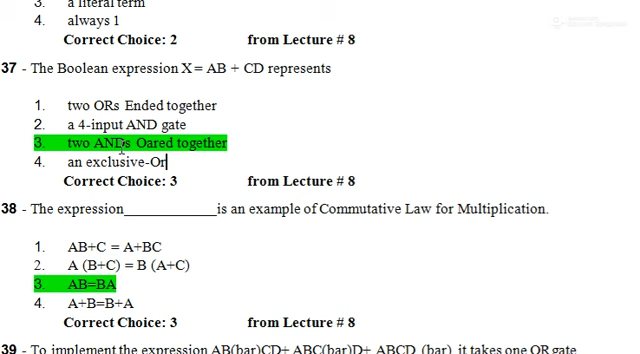 3. a literal term
4. always 1
Correct Choice: 2 from Lecture # 8
37 - The Boolean expression X = AB + CD represents
1. two ORs Ended together
2. a 4-input AND gate
3. two ANDs Oared together
4. an exclusive-Or
Correct Choice: 3 from Lecture # 8
38 - The expression_____________is an example of Commutative Law for Multiplication.
1. AB+C = A+BC
2. A (B+C) = B (A+C)
3. AB=BA
4. A+B=B+A
Correct Choice: 3 from Lecture # 8
39 - To implement the expression AB(bar)CD+ ABC(bar)D+ ABCD (bar) it takes one OR gate